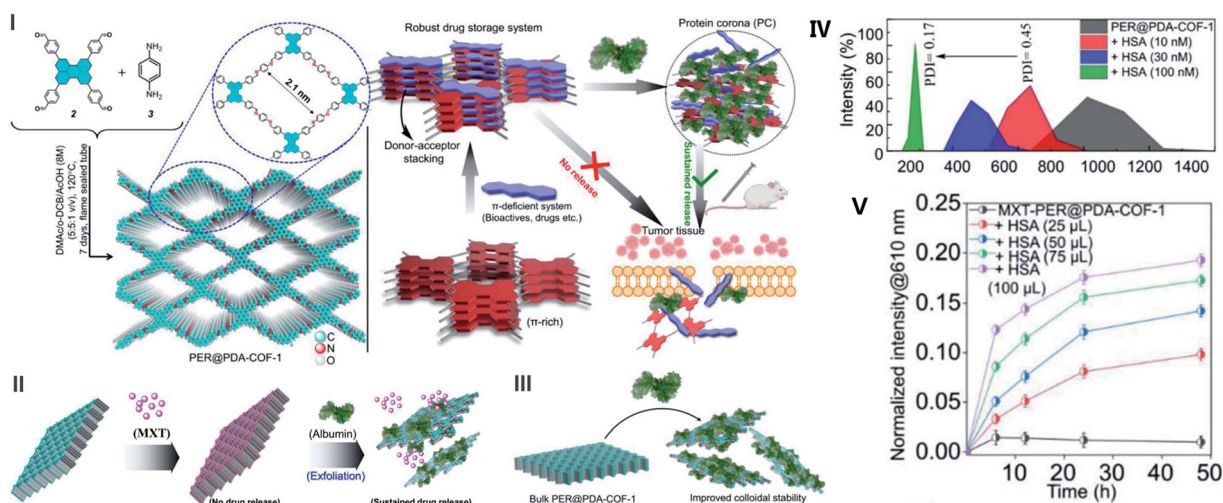 I
CHO
O
O
O
2
+
NH₂
H₂N
3
DMAc/o-DCB/AcOH (8M)
(5:5:1 v/v), 120°C,
7 days, flame sealed tube
2.1 nm
PER@PDA-COF-1
C
N
O
Robust drug storage system
Donor-acceptor
stacking
π-deficient system
(Bioactives, drugs etc.)
(π-rich)
Protein corona (PC)
No release
Sustained release
Tumor tissue
II
(MXT)
(No drug release)
(Albumin)
(Exfoliation)
(Sustained drug release)
III
Bulk PER@PDA-COF-1
Improved colloidal stability
IV
Intensity (%)
80
60
40
20
0
PDI= 0.17
PDI= 0.45
PER@PDA-COF-1
+ HSA (10 nM)
+ HSA (30 nM)
+ HSA (100 nM)
200 400 600 800 1000 1200 1400
V
Normalized intensity@610 nm
0.25
0.20
0.15
0.10
0.05
0.00
MXT-PER@PDA-COF-1
+ HSA (25 µL)
+ HSA (50 µL)
+ HSA (75 µL)
+ HSA
(100 µL)
10 20 30 40 50
Time (h)